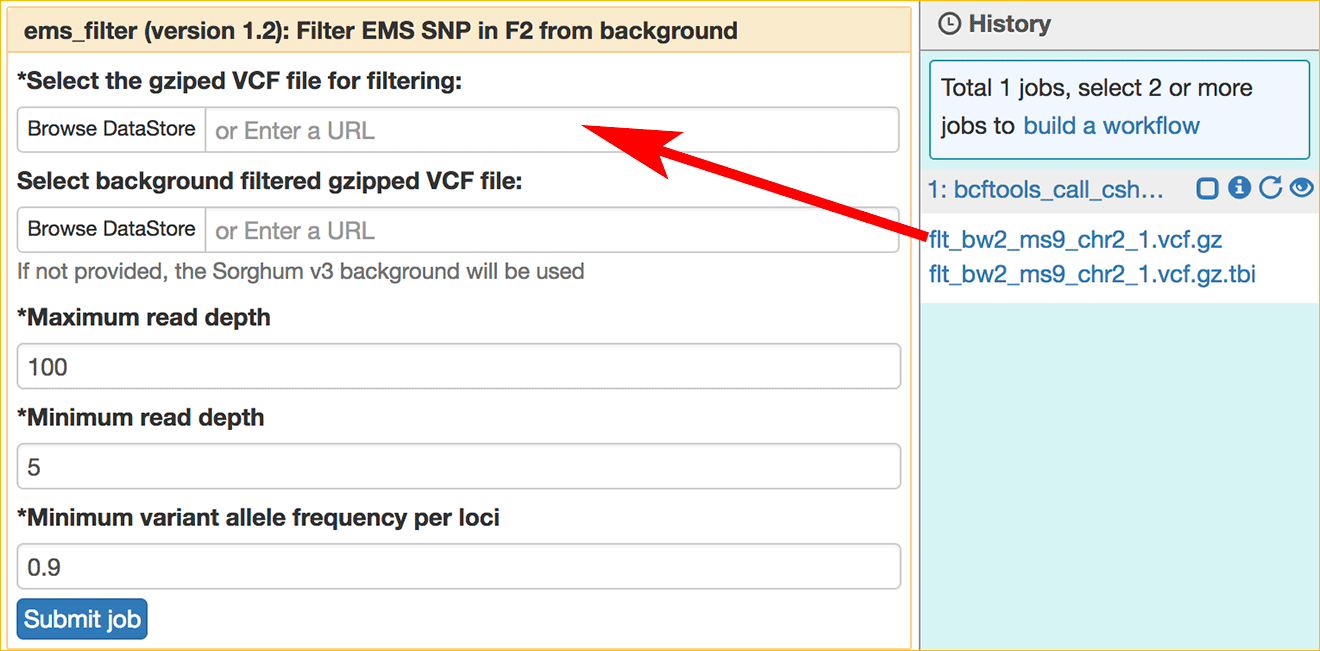 ems_filter (version 1.2): Filter EMS SNP in F2 from background
*Select the gziped VCF file for filtering:
Browse DataStore
or Enter a URL
Select background filtered gzipped VCF file:
Browse DataStore
or Enter a URL
If not provided, the Sorghum v3 background will be used
*Maximum read depth
100
*Minimum read depth
5
*Minimum variant allele frequency per loci
0.9
Submit job
History
Total 1 jobs, select 2 or more
jobs to build a workflow
1: bcftools_call_csh...
flt_bw2_ms9_chr2_1.vcf.gz
flt_bw2_ms9_chr2_1.vcf.gz.tbi